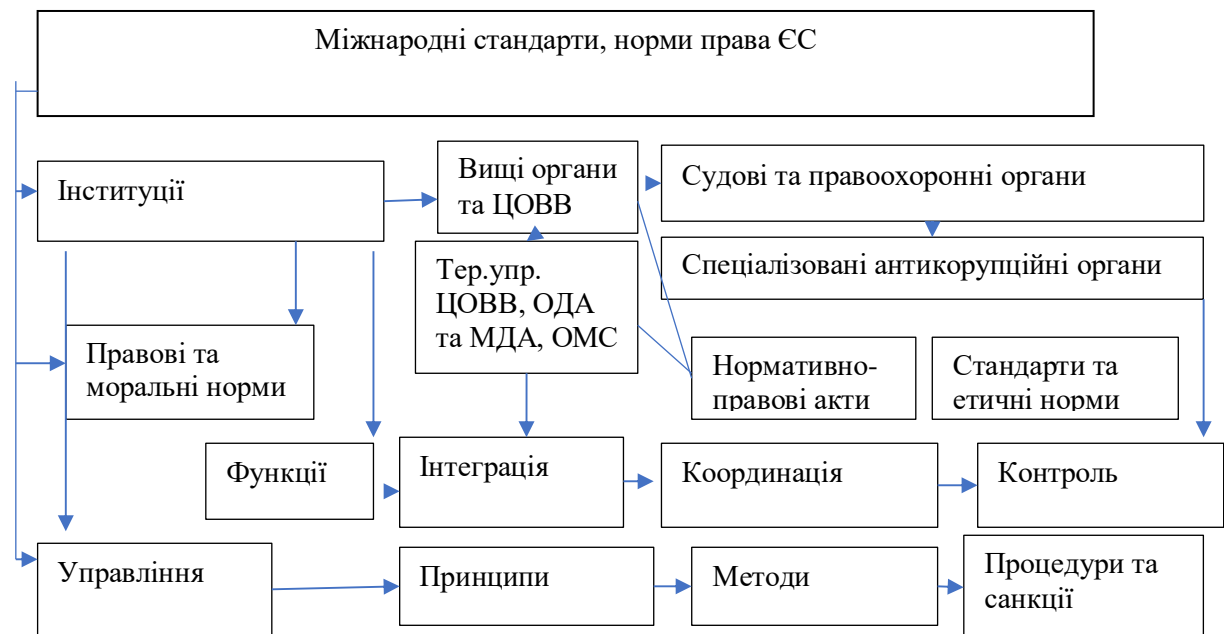 Міжнародні стандарти, норми права ЄС
Інституції
Вищі органи
та ЦОВВ
Судові та правоохоронні органи
Тер.упр.
ЦОВВ, ОДА
та МДА, ОМС
Спеціалізовані антикорупційні органи
Правові та
моральні норми
Нормативно-
правові акти
Стандарти та
етичні норми
Функції
Інтеграція
Координація
Контроль
Управління
Принципи
Методи
Процедури та
санкції